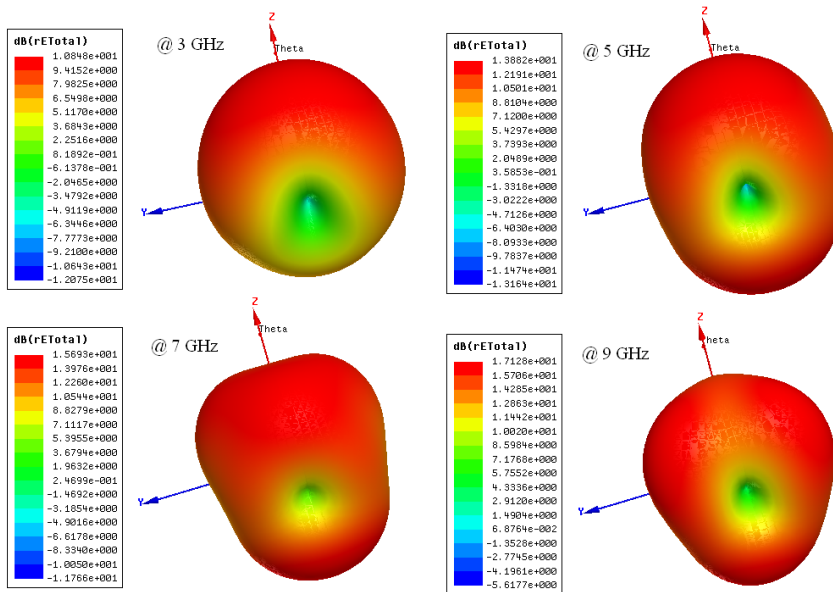 dB(rETotal)
1.0848e+001
9.4152e+000
7.9825e+000
6.5498e+000
5.1170e+000
3.6843e+000
2.2516e+000
8.1892e-001
-6.1378e-001
-2.0465e+000
-3.4792e+000
-4.9119e+000
-6.3446e+000
-7.7773e+000
-9.2100e+000
-1.0643e+001
-1.2075e+001
@ 3 GHz
Z
Theta
Y
dB(rETotal)
1.3882e+001
1.2191e+001
1.0501e+001
8.8104e+000
7.1200e+000
5.4297e+000
3.7393e+000
2.0489e+000
3.5853e-001
-1.3318e+000
-3.0222e+000
-4.7126e+000
-6.4030e+000
-8.0933e+000
-9.7837e+000
-1.1474e+001
-1.3164e+001
@ 5 GHz
Z
Theta
Y
dB(rETotal)
1.5693e+001
1.3976e+001
1.2260e+001
1.0544e+001
8.8279e+000
7.1117e+000
5.3955e+000
3.6794e+000
1.9632e+000
2.4699e-001
-1.4692e+000
-3.1854e+000
-4.9016e+000
-6.6178e+000
-8.3340e+000
-1.0050e+001
-1.1766e+001
@ 7 GHz
Z
Theta
Y
dB(rETotal)
1.7128e+001
1.5706e+001
1.4285e+001
1.2863e+001
1.1442e+001
1.0020e+001
8.5984e+000
7.1768e+000
5.7552e+000
4.3336e+000
2.9120e+000
1.4904e+000
6.8764e-002
-1.3528e+000
-2.7745e+000
-4.1961e+000
-5.6177e+000
@ 9 GHz
Z
Theta
Y